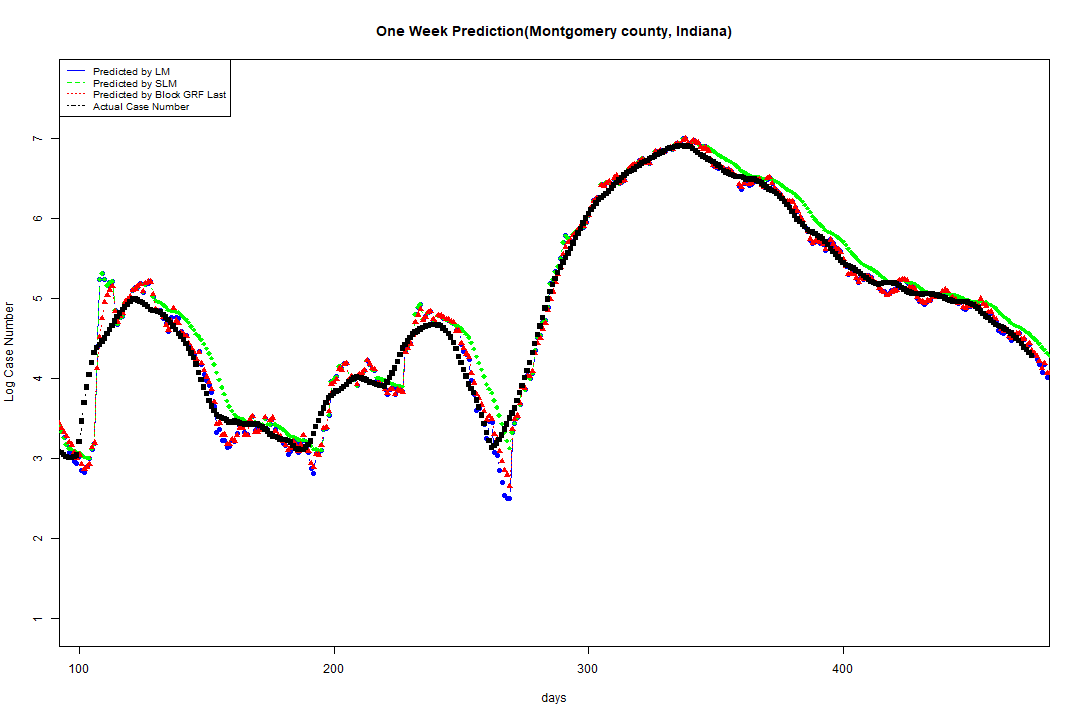 One Week Prediction(Montgomery county, Indiana)
Predicted by LM
Predicted by SLM
Predicted by Block GRF Last
Actual Case Number
7
6
5
4
3
2
1
Log Case Number
100 200 300 400
days